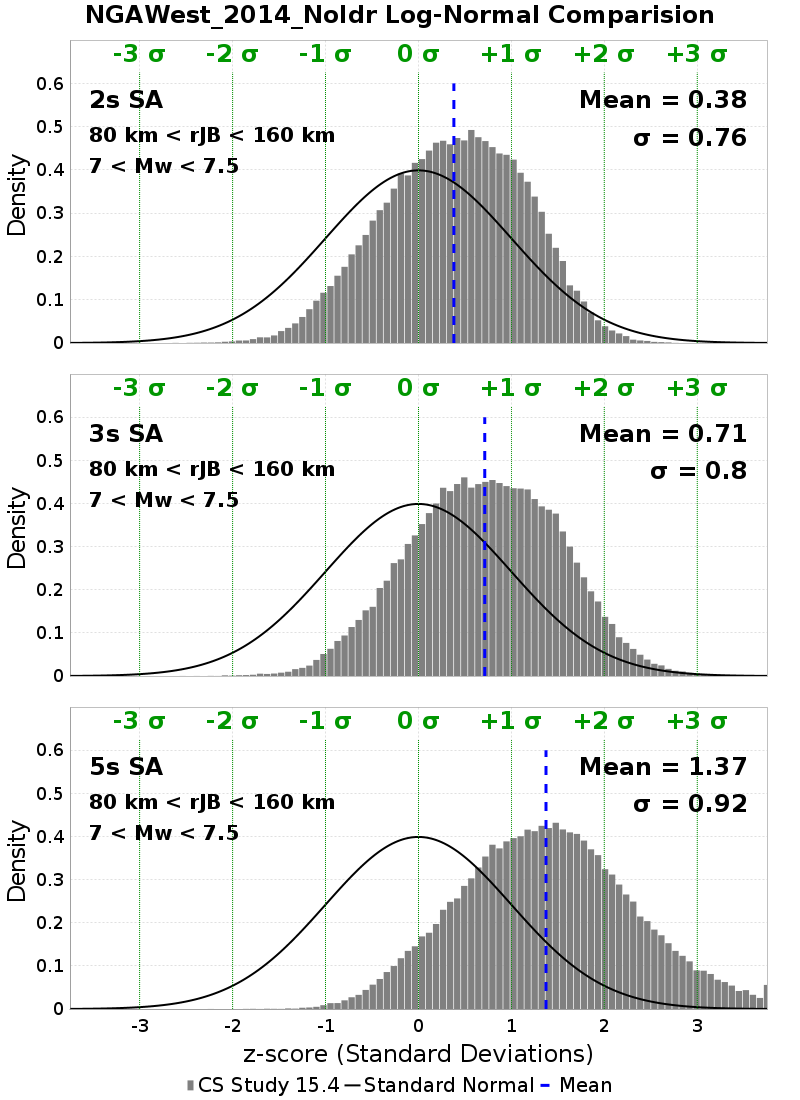 NGAWest_2014_NoIdr Log-Normal Comparision
-3 σ -2 σ -1 σ 0 σ +1 σ +2 σ +3 σ
0.6
2s SA Mean = 0.38
0.5
80 km < rJB < 160 km σ = 0.76
7 < Mw < 7.5
0.4
0.3
0.2
0.1
0
Density
-3 σ -2 σ -1 σ 0 σ +1 σ +2 σ +3 σ
0.6
3s SA Mean = 0.71
0.5
80 km < rJB < 160 km σ = 0.8
7 < Mw < 7.5
0.4
0.3
0.2
0.1
0
Density
-3 σ -2 σ -1 σ 0 σ +1 σ +2 σ +3 σ
0.6
5s SA Mean = 1.37
0.5
80 km < rJB < 160 km σ = 0.92
7 < Mw < 7.5
0.4
0.3
0.2
0.1
0
Density
-3 -2 -1 0 1 2 3
z-score (Standard Deviations)
CS Study 15.4 Standard Normal Mean